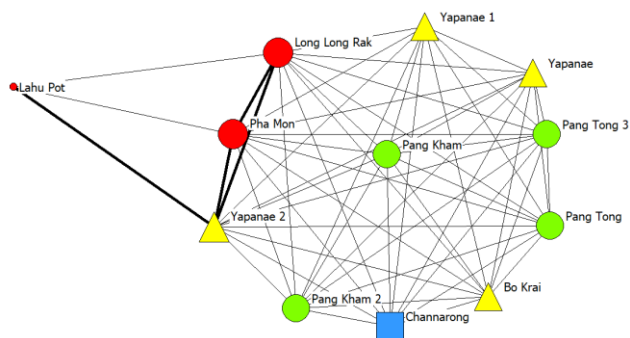 Yapanae 1
Long Long Rak
Yapanae
Lahu Pot
Pha Mon
Pang Tong 3
Pang Kham
Yapanae 2
Pang Tong
Bo Krai
Pang Kham 2
Channarong